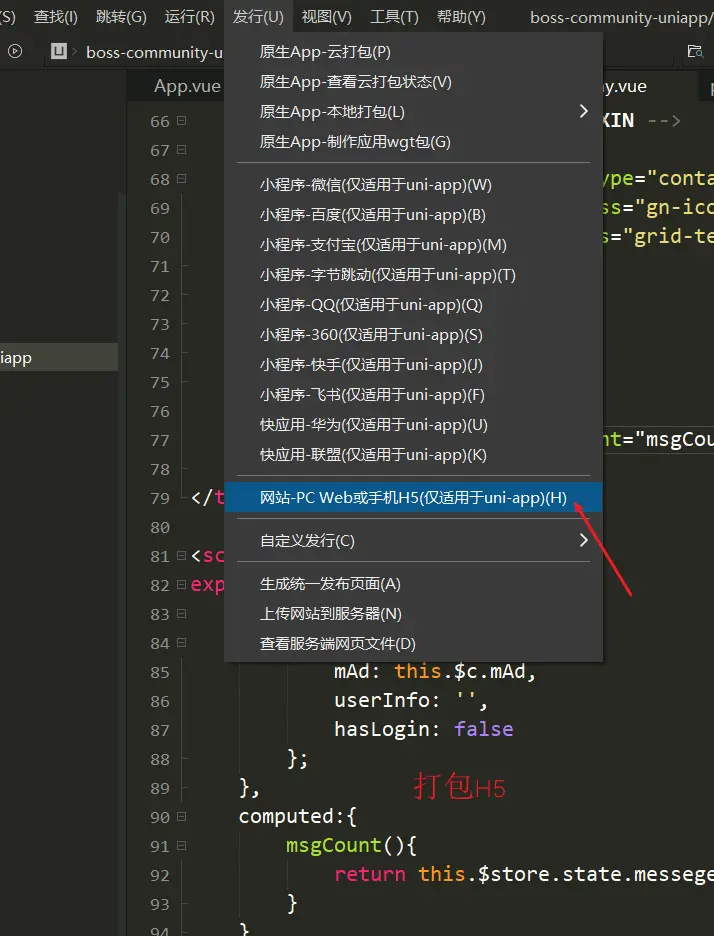 (S) 查找(I) 跳转(G) 运行(R) 发行(U) 视图(V) 工具(T) 帮助(Y) boss-community-uniapp/
U > boss-community-u
App.vue
y.vue
原生App-云打包(P)
原生App-查看云打包状态(V)
原生App-本地打包(L)
原生App-制作应用wgt包(G)
小程序-微信(仅适用于uni-app)(W)
小程序-百度(仅适用于uni-app)(B)
小程序-支付宝(仅适用于uni-app)(M)
小程序-字节跳动(仅适用于uni-app)(T)
小程序-QQ(仅适用于uni-app)(Q)
小程序-360(仅适用于uni-app)(S)
小程序-快手(仅适用于uni-app)(J)
小程序-飞书(仅适用于uni-app)(F)
快应用-华为(仅适用于uni-app)(U)
快应用-联盟(仅适用于uni-app)(K)
网站-PC Web或手机H5(仅适用于uni-app)(H)
自定义发行(C)
生成统一发布页面(A)
上传网站到服务器(N)
查看服务端网页文件(D)
iapp
66 XIN -->
67
68 ype="conta
69 ss="gn-ico
70 s="grid-te
71
72
73
74
75
76
77 nt="msgCou
78
79 </t
80
81 <sc
82 exp
83
84
85 mAd: this.$c.mAd,
86 userInfo: '',
87 hasLogin: false
88 };
89 },
打包H5
90 computed:{
91 msgCount(){
92 return this.$store.state.messege
93 }
94 }